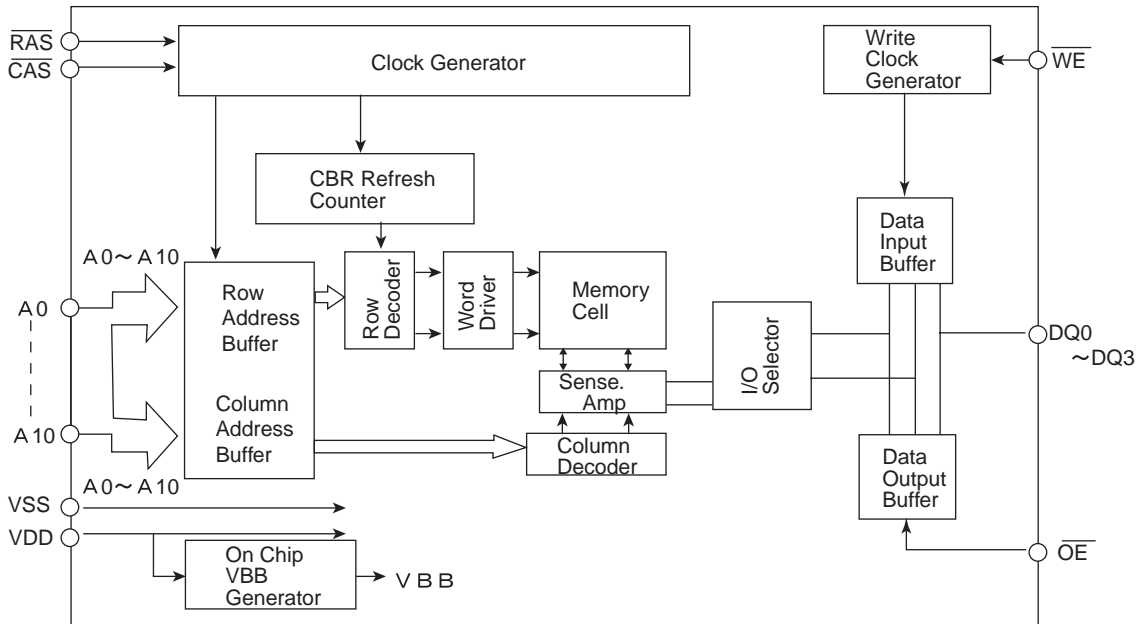 RAS
CAS
Clock Generator
Write
Clock
Generator
WE
CBR Refresh
Counter
Data
Input
Buffer
A0～A10
Row
Address
Buffer
Row
Decoder
Word
Driver
Memory
Cell
A0
I/O
Selector
DQ0
～DQ3
Sense.
Amp
Column
Address
Buffer
A10
Column
Decoder
Data
Output
Buffer
A0～A10
VSS
VDD
On Chip
VBB
Generator
VBB
OE